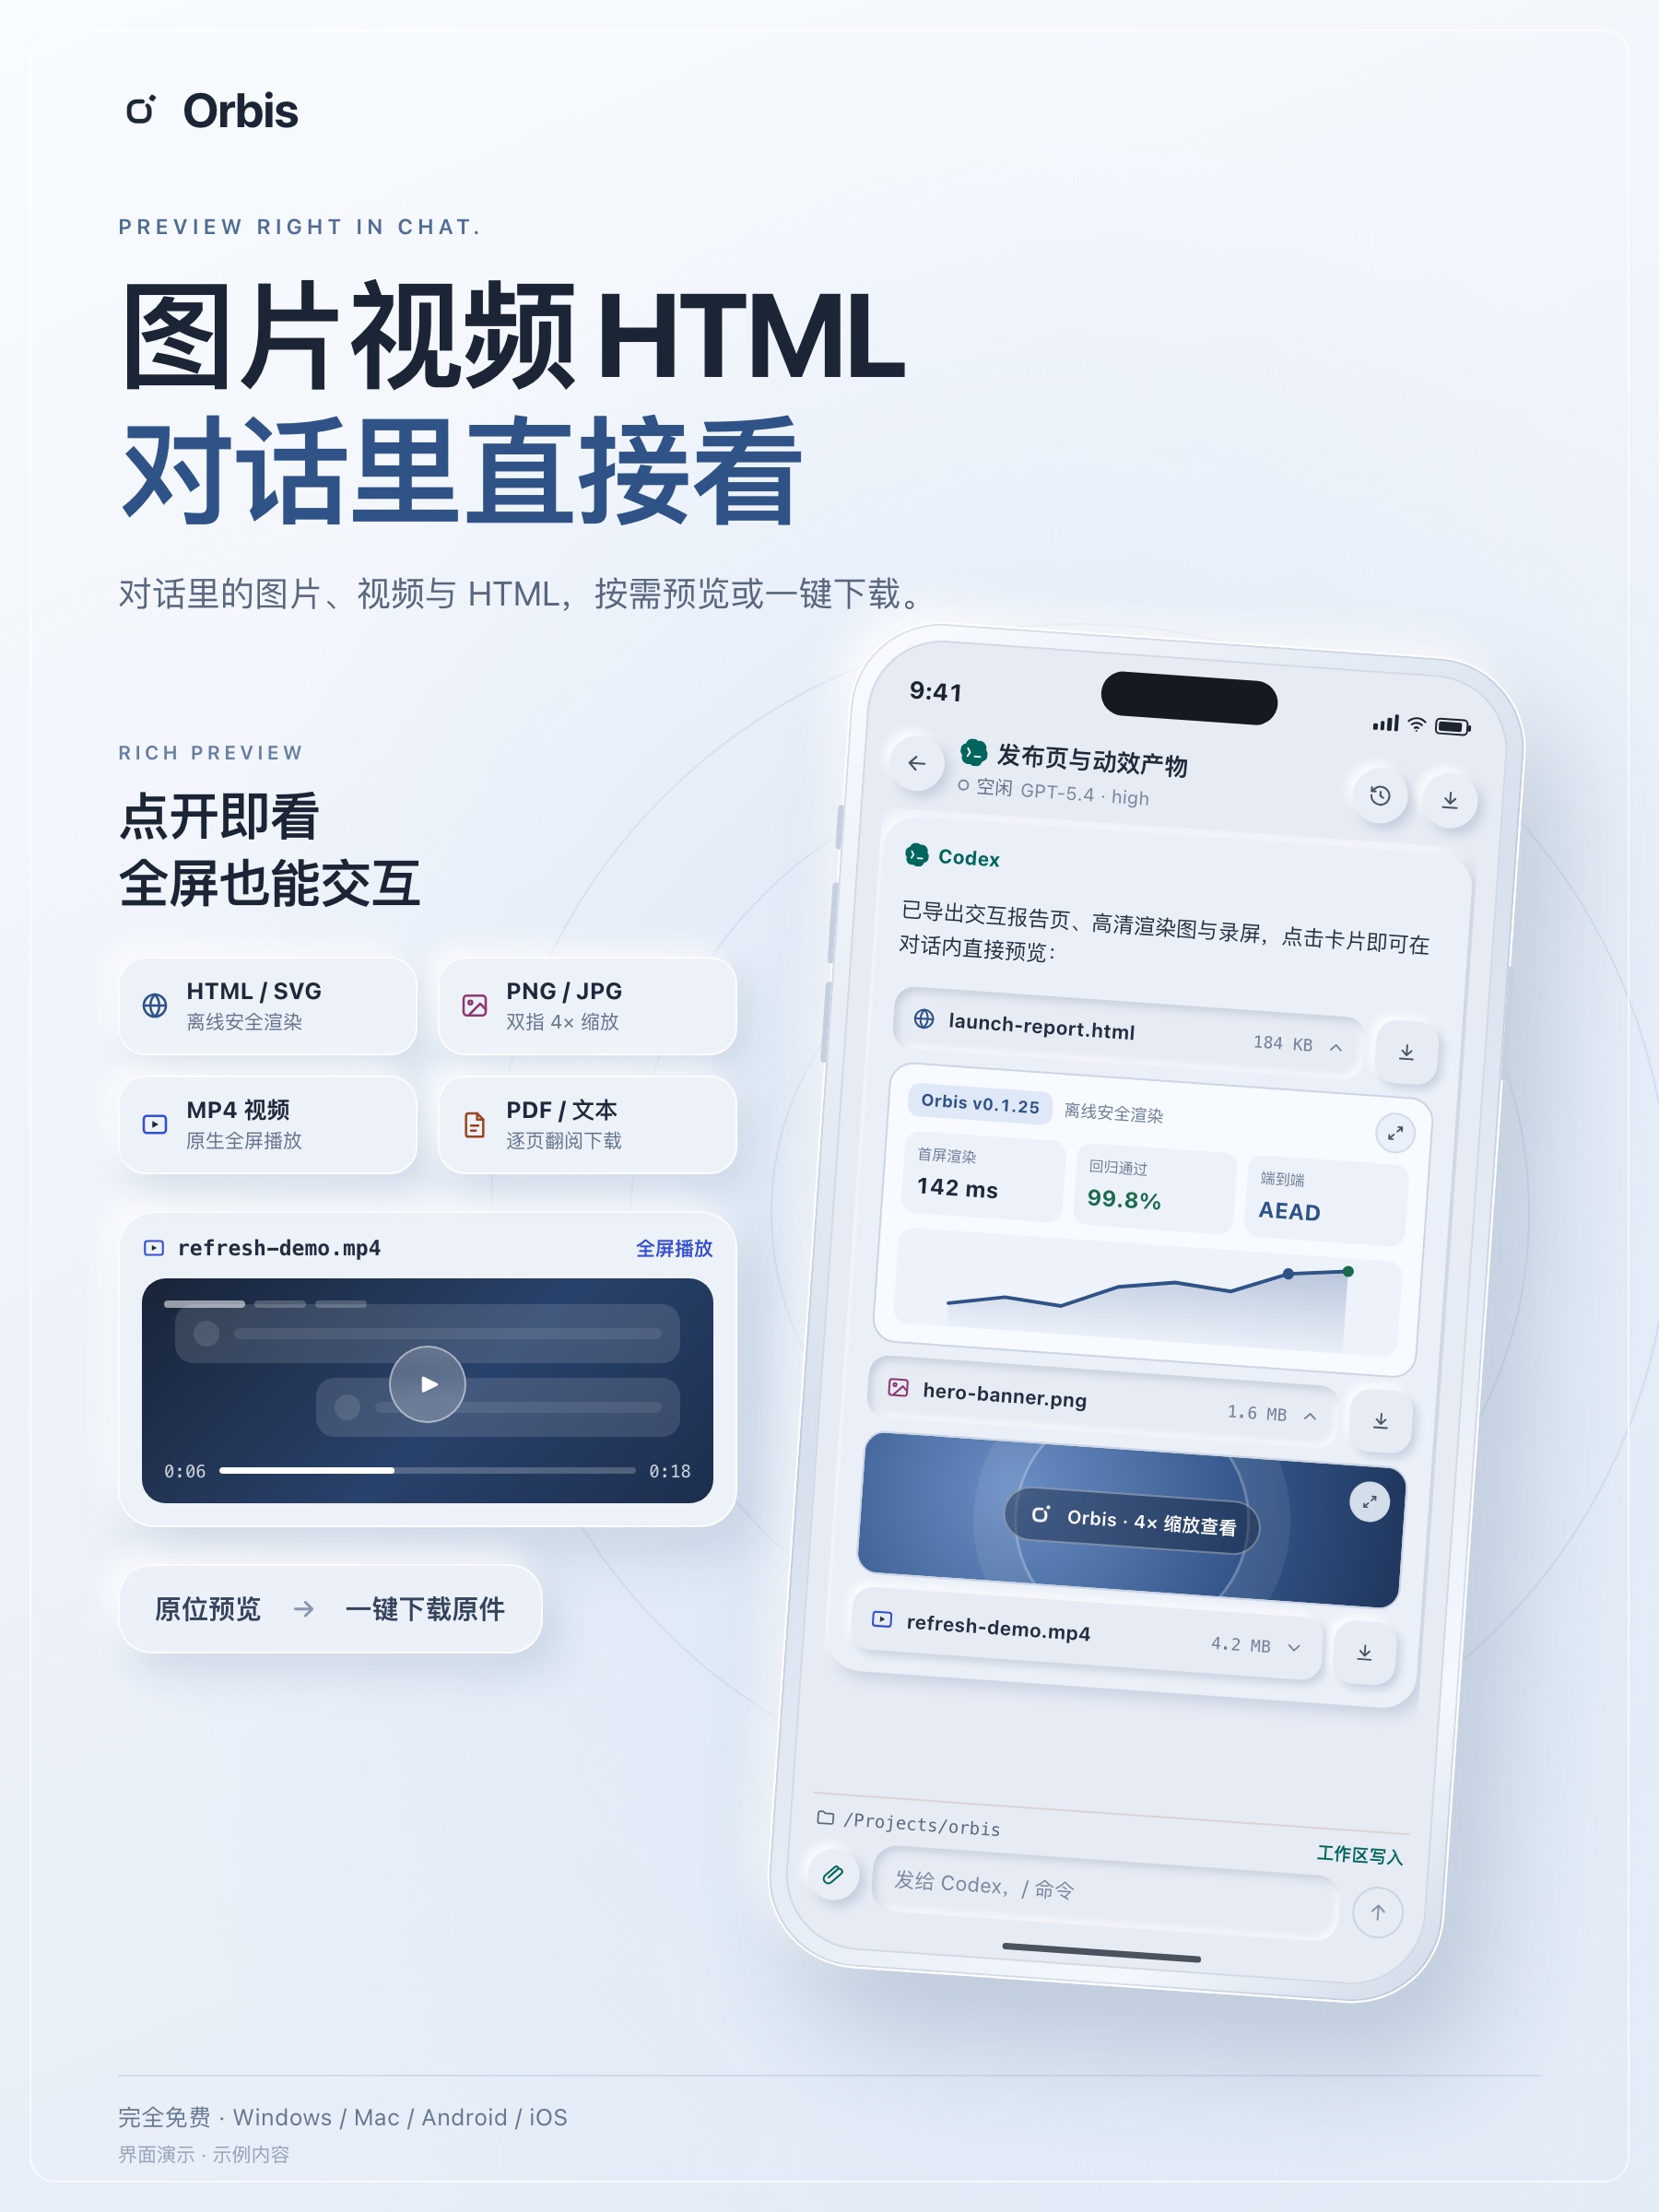 Orbis
PREVIEW RIGHT IN CHAT.
图片视频 HTML
对话里直接看
对话里的图片、视频与 HTML，按需预览或一键下载。
RICH PREVIEW
点开即看
全屏也能交互
HTML / SVG
离线安全渲染
PNG / JPG
双指 4× 缩放
MP4 视频
原生全屏播放
PDF / 文本
逐页翻阅下载
refresh-demo.mp4
全屏播放
0:06
0:18
原位预览 → 一键下载原件
9:41
发布页与动效产物
空闲 GPT-5.4 · high
Codex
已导出交互报告页、高清渲染图与录屏，点击卡片即可在
对话内直接预览：
launch-report.html
184 KB
Orbis v0.1.25
离线安全渲染
首屏渲染
142 ms
回归通过
99.8%
端到端
AEAD
hero-banner.png
1.6 MB
Orbis · 4× 缩放查看
refresh-demo.mp4
4.2 MB
/Projects/orbis
工作区写入
发给 Codex，/ 命令
完全免费 · Windows / Mac / Android / iOS
界面演示 · 示例内容